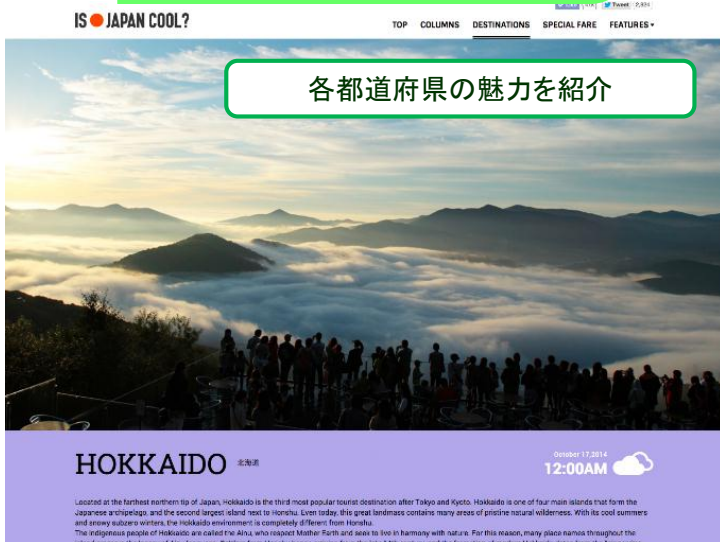 IS JAPAN COOL?
Tweet 2,924
TOP COLUMNS DESTINATIONS SPECIAL FARE FEATURES
各都道府県の魅力を紹介
HOKKAIDO 北海道
October 17,2014
12:00AM
Located at the farthest northern tip of Japan, Hokkaido is the third most popular tourist destination after Tokyo and Kyoto. Hokkaido is one of four main islands that form the
Japanese archipelago, and the second largest island next to Honshu. Even today, this great landmass contains many areas of pristine natural wilderness. With its cool summers
and snowy subzero winters, the Hokkaido environment is completely different from Honshu.
The indigenous people of Hokkaido are called the Ainu, who respect Mother Earth and seek to live in harmony with nature. For this reason, many place names throughout the